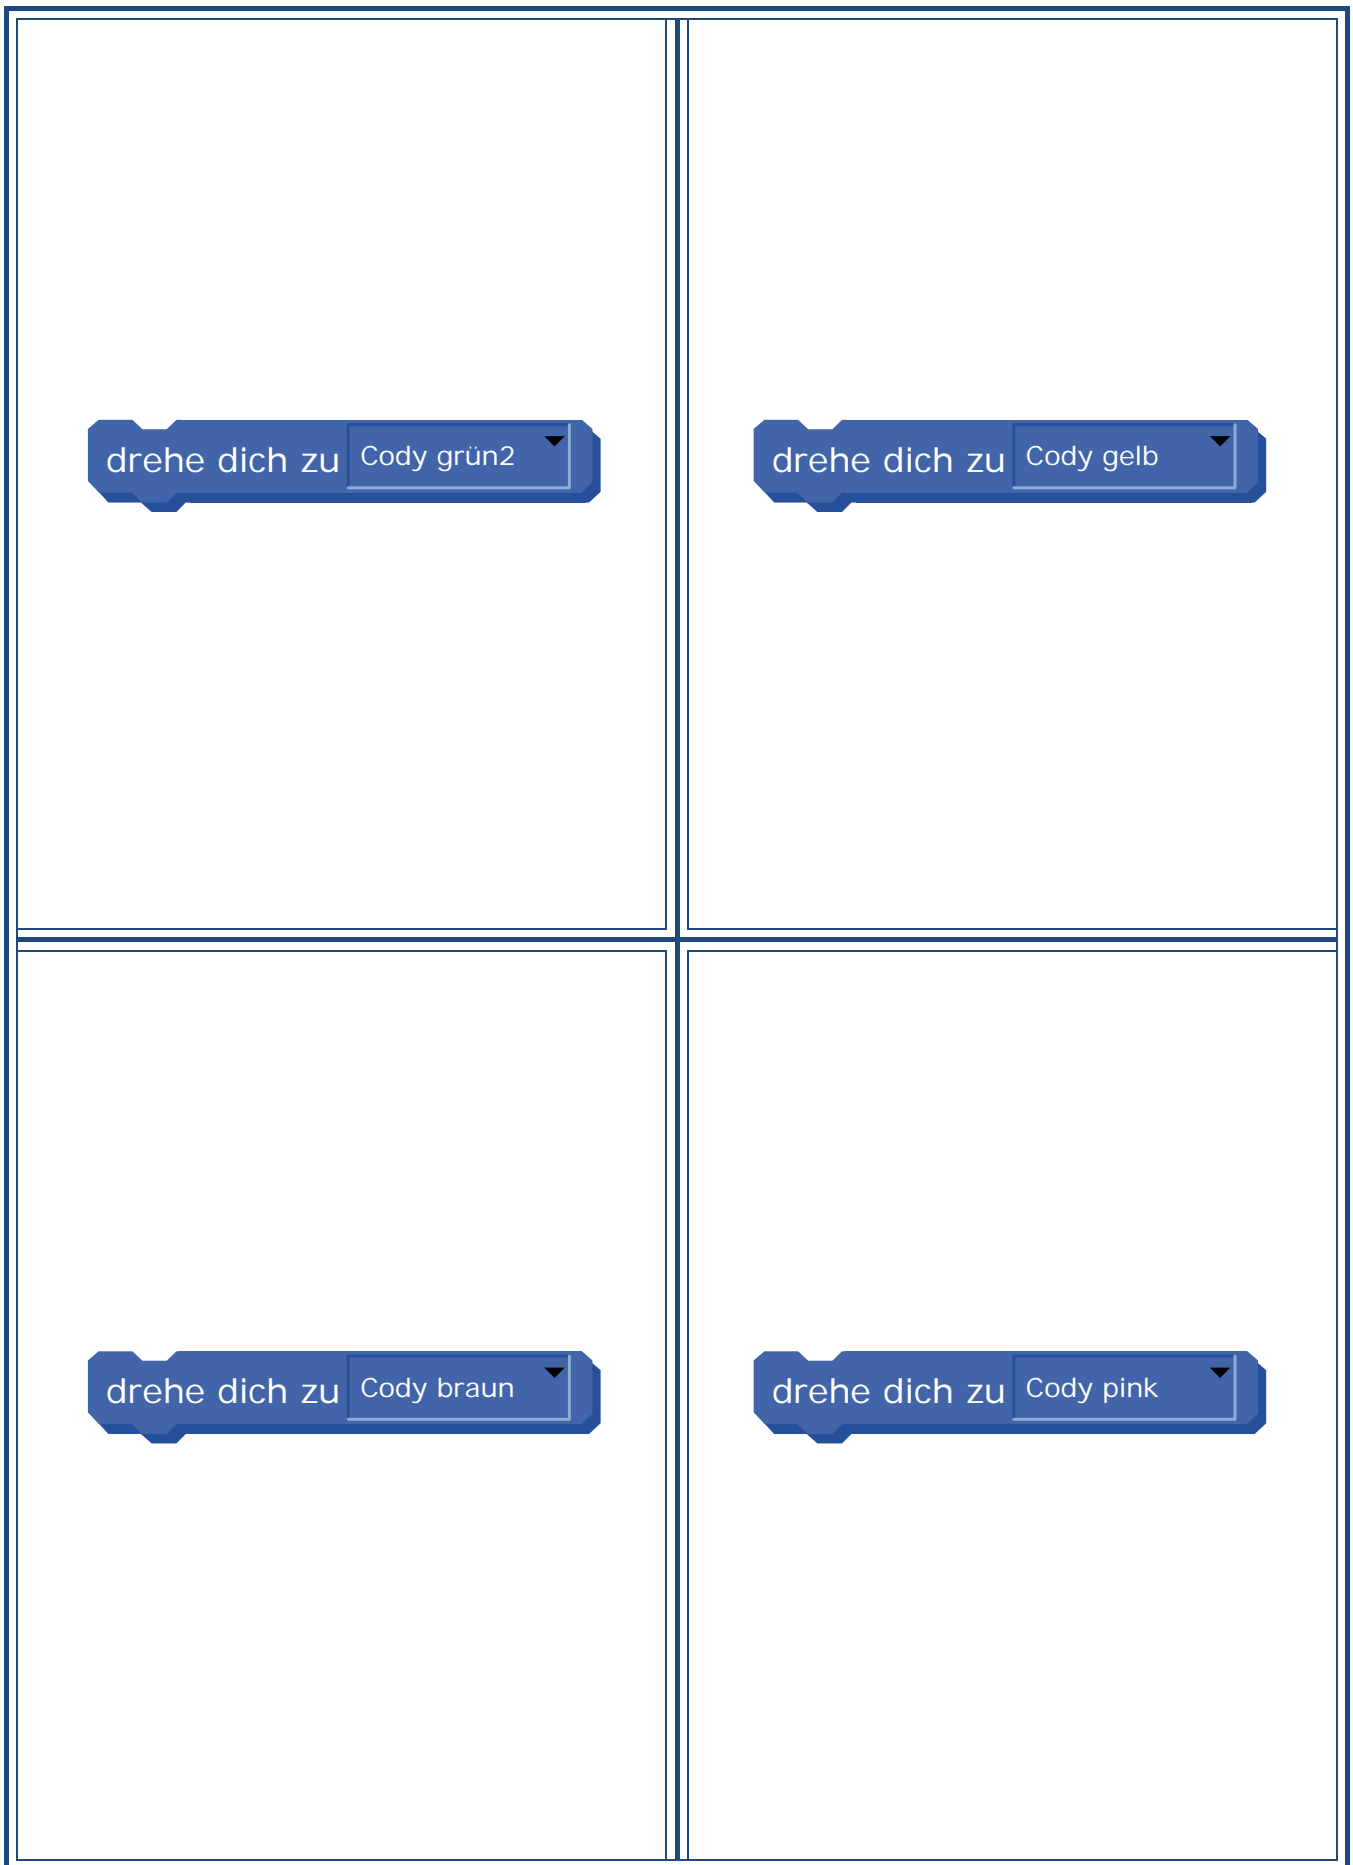 drehe dich zu Cody grün2
drehe dich zu Cody gelb
drehe dich zu Cody braun
drehe dich zu Cody pink